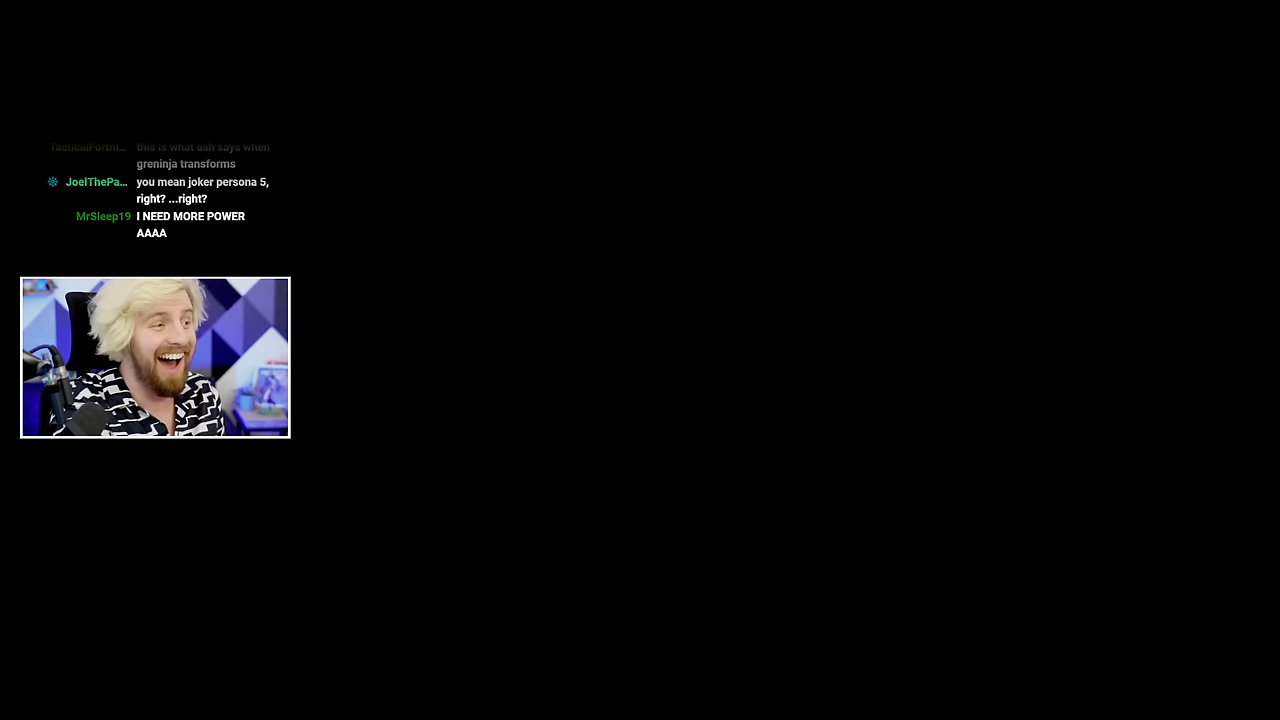 this is what ash says when
greninja transforms
JoelThePa… you mean joker persona 5,
right? ...right?
MrSleep19 I NEED MORE POWER
AAAA